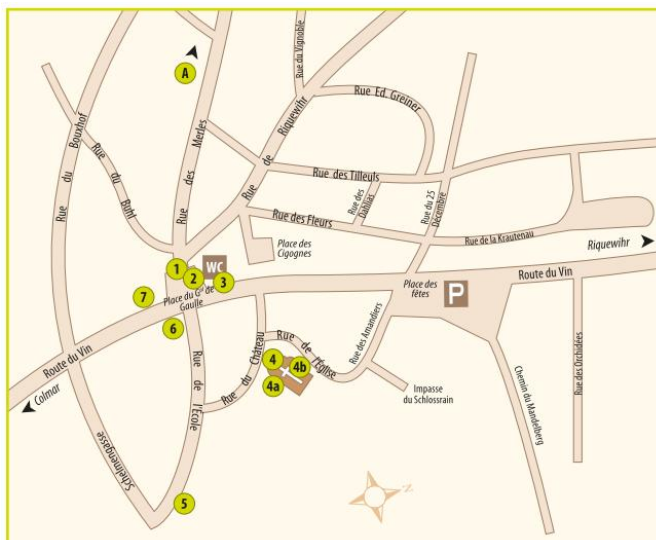 A
Rue du Vignoble
Rue du Bouxhof
Rue du Buhl
Rue des Merles
Rue de Riquewihr
Rue Ed. Greiner
Rue des Tilleuls
Rue des Dahlias
Rue du 25 Décembre
Rue des Fleurs
Rue de la Krautenau
Riquewihr
Place des
Cigognes
1
WC
2
3
Place du Gal de
Gaulle
7
6
Place des
fêtes
P
Route du Vin
Route du Vin
Colmar
Rue de l'École
Rue du Château
Rue de l'Église
Rue des Amandiers
4
4b
4a
Impasse
du Schlossrain
Chemin du Mandelberg
Rue des Orchidées
Schelmengasse
5
N